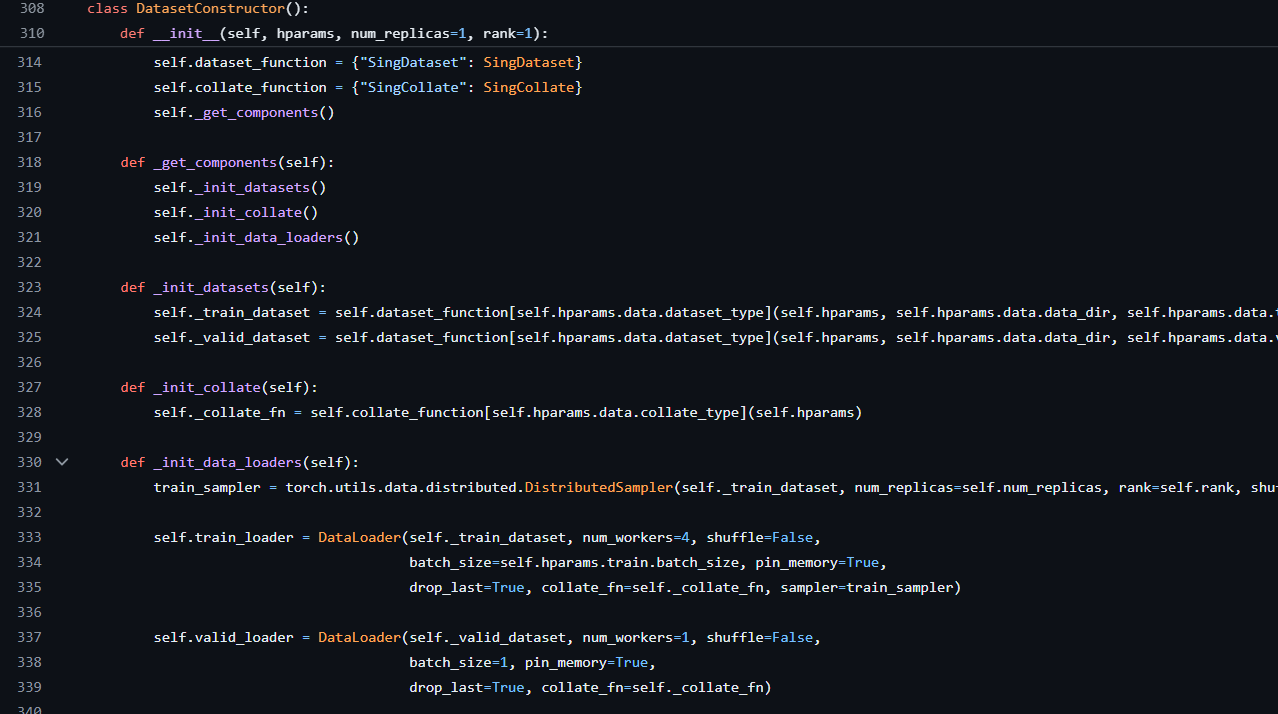 308 class DatasetConstructor():
310 def __init__(self, hparams, num_replicas=1, rank=1):
314 self.dataset_function = {"SingDataset": SingDataset}
315 self.collate_function = {"SingCollate": SingCollate}
316 self._get_components()
317
318 def _get_components(self):
319 self._init_datasets()
320 self._init_collate()
321 self._init_data_loaders()
322
323 def _init_datasets(self):
324 self._train_dataset = self.dataset_function[self.hparams.data.dataset_type](self.hparams, self.hparams.data.data_dir, self.hparams.data.
325 self._valid_dataset = self.dataset_function[self.hparams.data.dataset_type](self.hparams, self.hparams.data.data_dir, self.hparams.data.
326
327 def _init_collate(self):
328 self._collate_fn = self.collate_function[self.hparams.data.collate_type](self.hparams)
329
330 def _init_data_loaders(self):
331 train_sampler = torch.utils.data.distributed.DistributedSampler(self._train_dataset, num_replicas=self.num_replicas, rank=self.rank, shu
332
333 self.train_loader = DataLoader(self._train_dataset, num_workers=4, shuffle=False,
334 batch_size=self.hparams.train.batch_size, pin_memory=True,
335 drop_last=True, collate_fn=self._collate_fn, sampler=train_sampler)
336
337 self.valid_loader = DataLoader(self._valid_dataset, num_workers=1, shuffle=False,
338 batch_size=1, pin_memory=True,
339 drop_last=True, collate_fn=self._collate_fn)
340